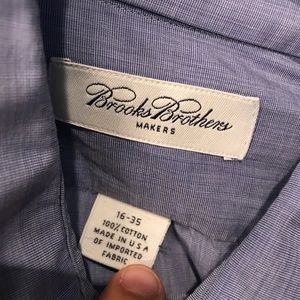 Brooks Brothers
MAKERS
16-35
100% COTTON
MADE IN U S A
OF IMPORTED
FABRIC